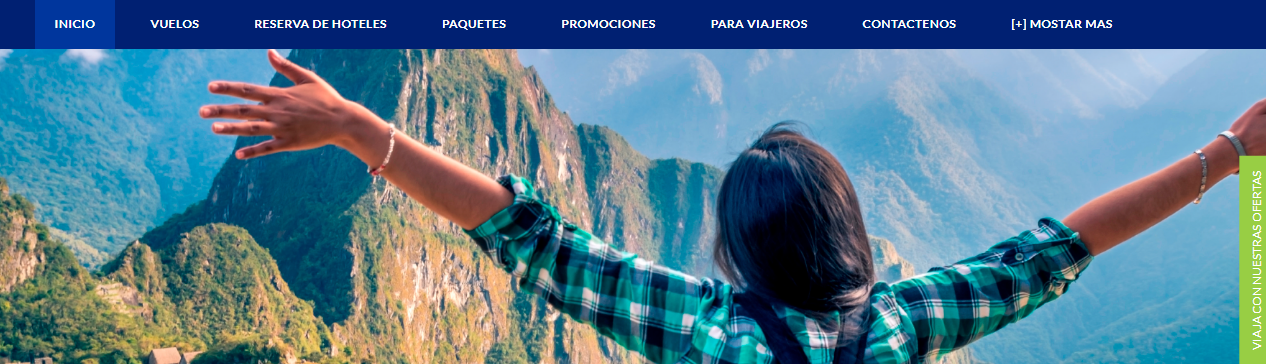 INICIO
VUELOS
RESERVA DE HOTELES
PAQUETES
PROMOCIONES
PARA VIAJEROS
CONTACTENOS
[+] MOSTAR MAS
VIAJA CON NUESTRAS OFERTAS